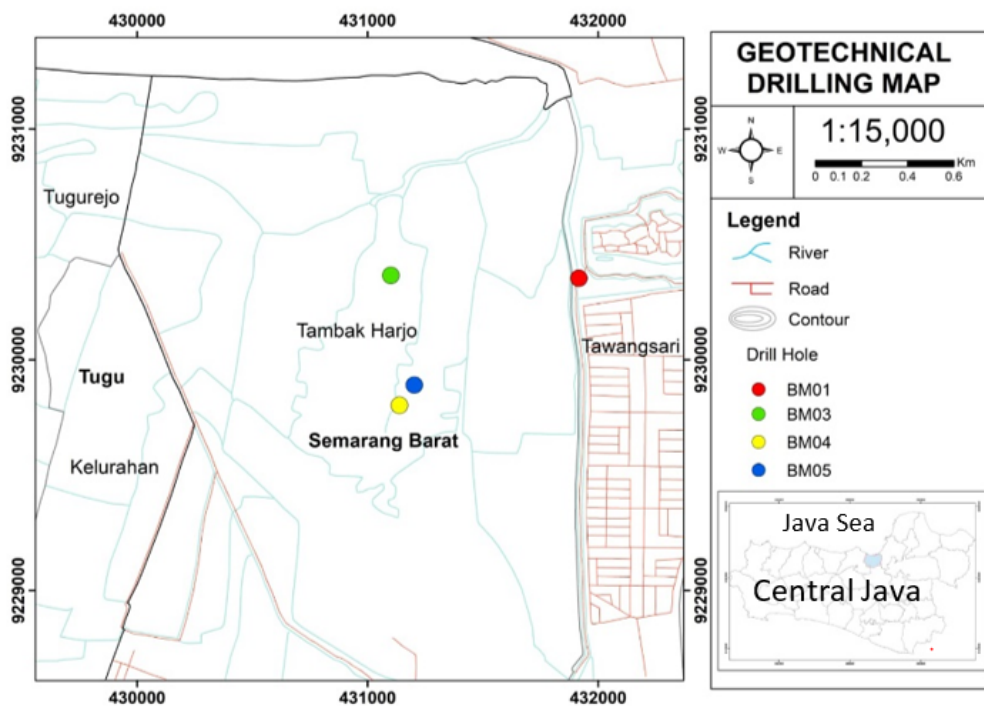 430000
431000
432000
9231000
9230000
9229000
9231000
9230000
9229000
430000
431000
432000
Tugurejo
Tambak Harjo
Tawangsari
Tugu
Semarang Barat
Kelurahan
GEOTECHNICAL
DRILLING MAP
N
W
E
S
1:15,000
Km
0 0.1 0.2 0.4 0.6
Legend
River
Road
Contour
Drill Hole
BM01
BM03
BM04
BM05
Java Sea
Central Java